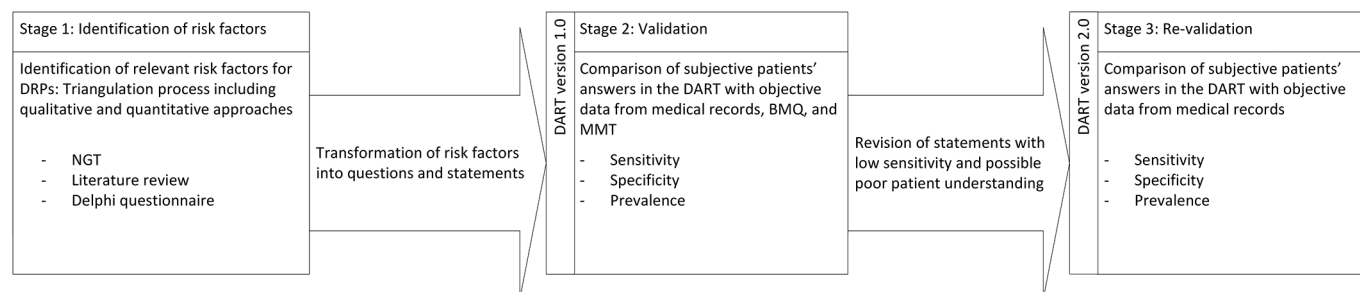 Stage 1: Identification of risk factors
Identification of relevant risk factors for
DRPs: Triangulation process including
qualitative and quantitative approaches
- NGT
- Literature review
- Delphi questionnaire
Transformation of risk factors
into questions and statements
DART version 1.0
Stage 2: Validation
Comparison of subjective patients’
answers in the DART with objective
data from medical records, BMQ, and
MMT
- Sensitivity
- Specificity
- Prevalence
Revision of statements with
low sensitivity and possible
poor patient understanding
DART version 2.0
Stage 3: Re-validation
Comparison of subjective patients’
answers in the DART with objective
data from medical records
- Sensitivity
- Specificity
- Prevalence